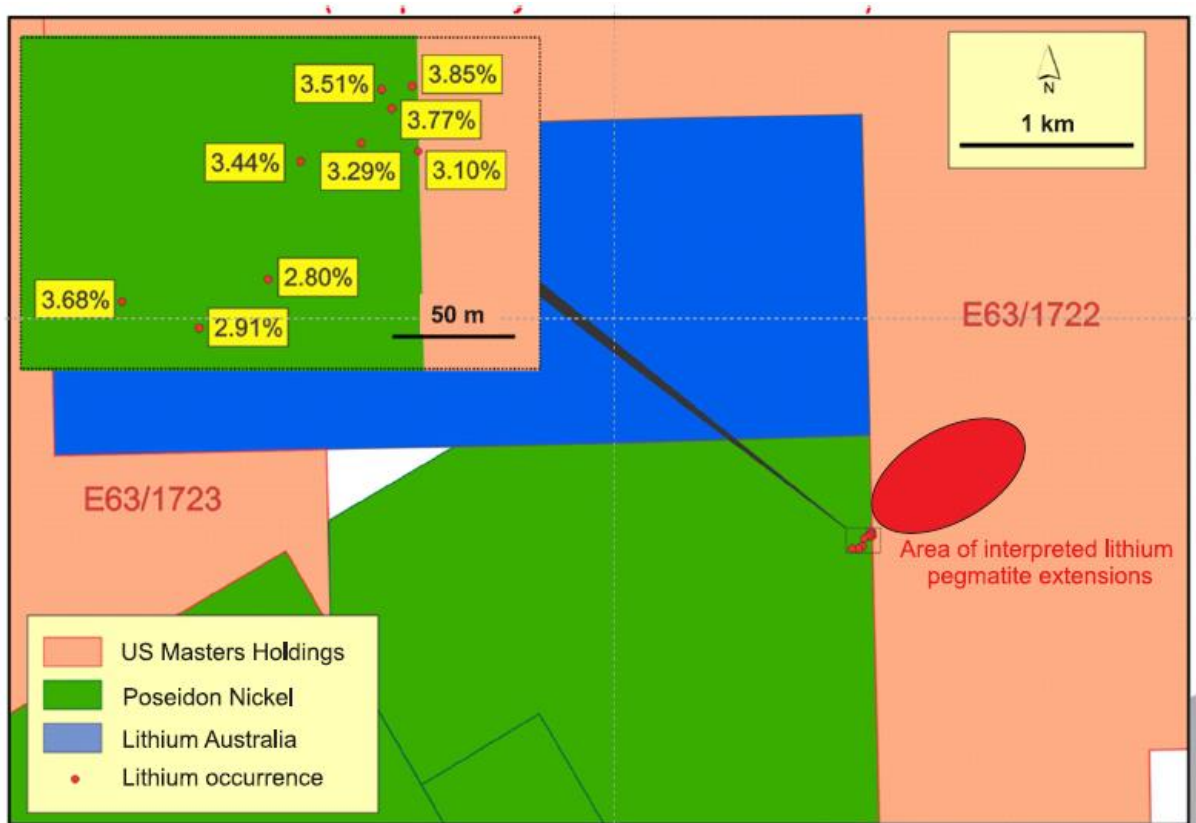 3.51%
3.85%
3.77%
3.44%
3.29%
3.10%
2.80%
3.68%
2.91%
50 m
N
1 km
E63/1722
E63/1723
Area of interpreted lithium
pegmatite extensions
US Masters Holdings
Poseidon Nickel
Lithium Australia
Lithium occurrence